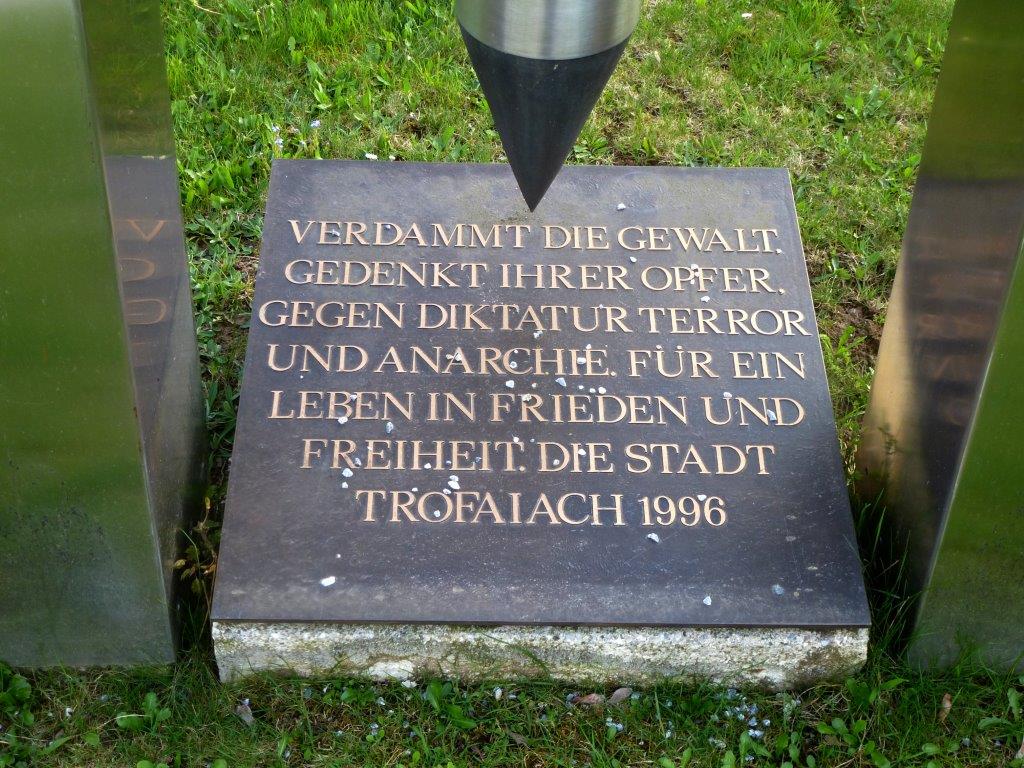 VERDAMMT DIE GEWALT.
GEDENKT IHRER OPFER.
GEGEN DIKTATUR TERROR
UND ANARCHIE. FÜR EIN
LEBEN IN FRIEDEN UND
FREIHEIT. DIE STADT
TROFAIACH 1996